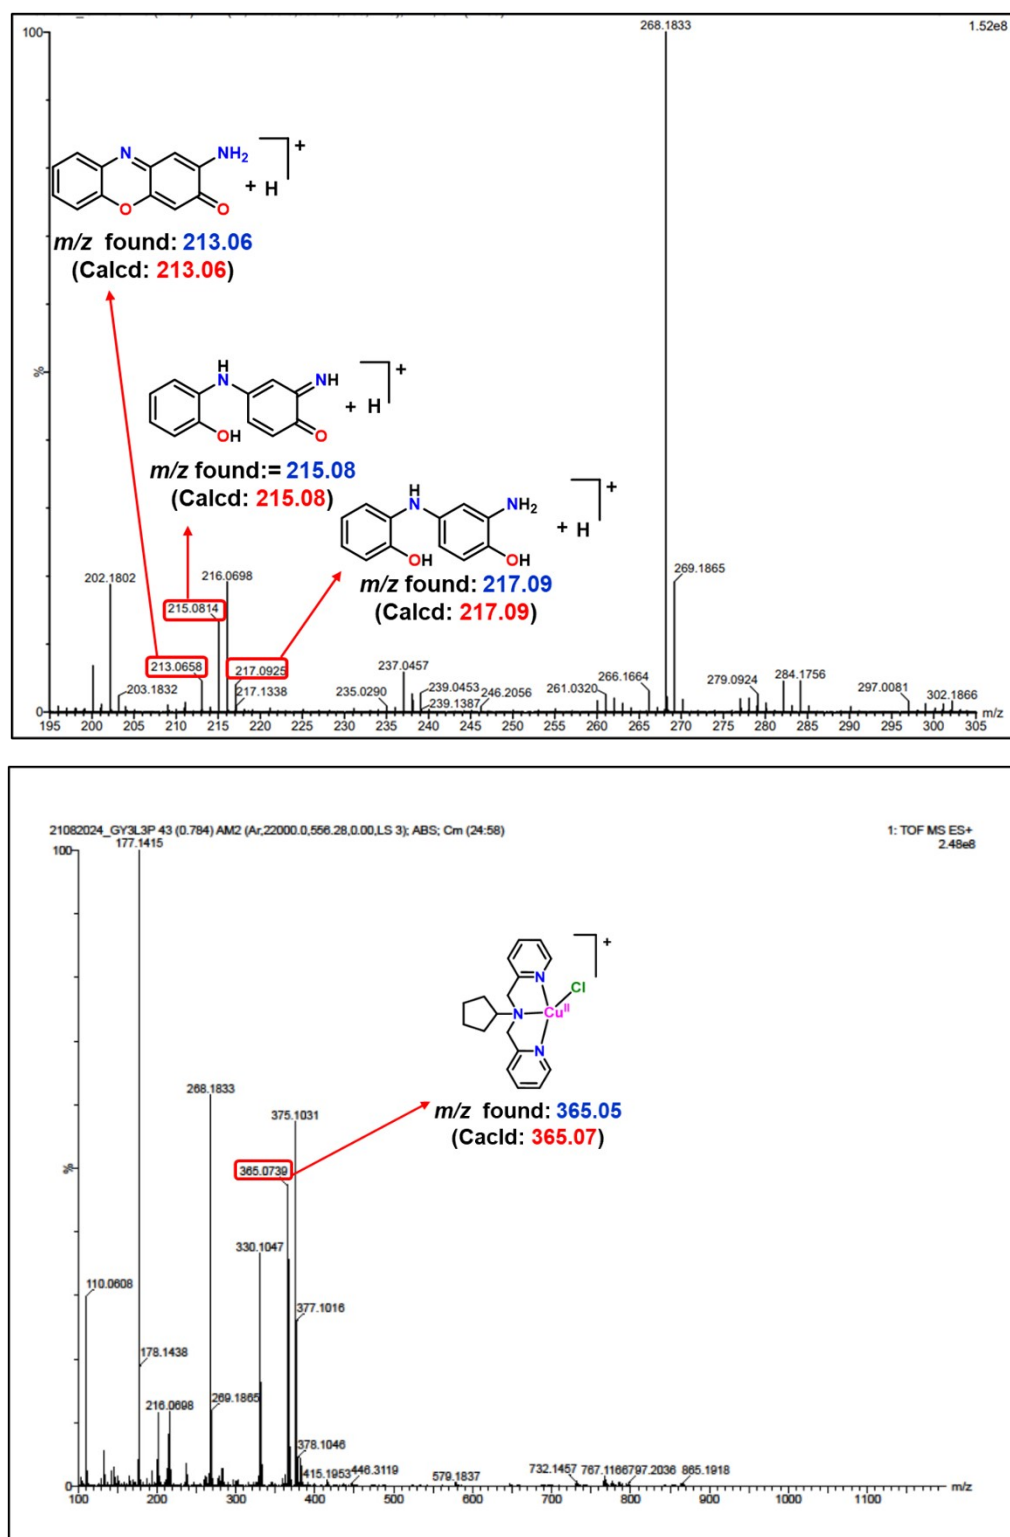 268.1833
1.52e8
100
%
N
NH2
O
O
+ H
+
m/z found: 213.06
(Calcd: 213.06)
H
N
NH
OH
O
+ H
+
m/z found:= 215.08
(Calcd: 215.08)
H
N
NH2
OH
OH
+ H
+
m/z found: 217.09
(Calcd: 217.09)
202.1802
216.0698
269.1865
215.0814
213.0658
217.0925
203.1832
217.1338
235.0290
237.0457
239.0453
239.1387
246.2056
261.0320
266.1664
279.0924
284.1756
297.0081
302.1866
0
195 200 205 210 215 220 225 230 235 240 245 250 255 260 265 270 275 280 285 290 295 300 305
m/z
21082024_GY3L3P 43 (0.784) AM2 (Ar,22000.0,556.28,0.00,LS 3); ABS; Cm (24:58)
1: TOF MS ES+
2.48e8
177.1415
100
%
N
Cl
N
CuII
N
+
m/z found: 365.05
(Cacld: 365.07)
268.1833
375.1031
365.0739
330.1047
110.0608
377.1016
178.1438
216.0698
269.1865
378.1046
415.1953
446.3119
579.1837
732.1457
767.1166
797.2036
865.1918
0
100 200 300 400 500 600 700 800 900 1000 1100
m/z